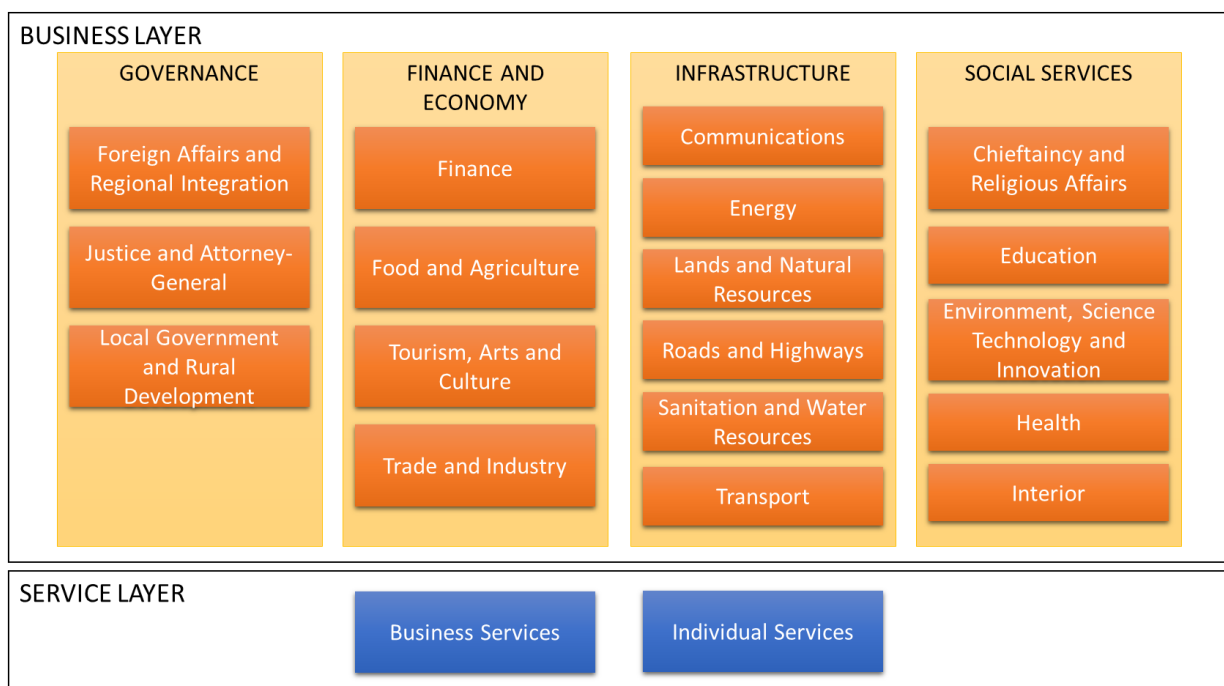 BUSINESS LAYER
GOVERNANCE
Foreign Affairs and
Regional Integration
Justice and Attorney-
General
Local Government
and Rural
Development
FINANCE AND
ECONOMY
Finance
Food and Agriculture
Tourism, Arts and
Culture
Trade and Industry
INFRASTRUCTURE
Communications
Energy
Lands and Natural
Resources
Roads and Highways
Sanitation and Water
Resources
Transport
SOCIAL SERVICES
Chieftaincy and
Religious Affairs
Education
Environment, Science
Technology and
Innovation
Health
Interior
SERVICE LAYER
Business Services
Individual Services